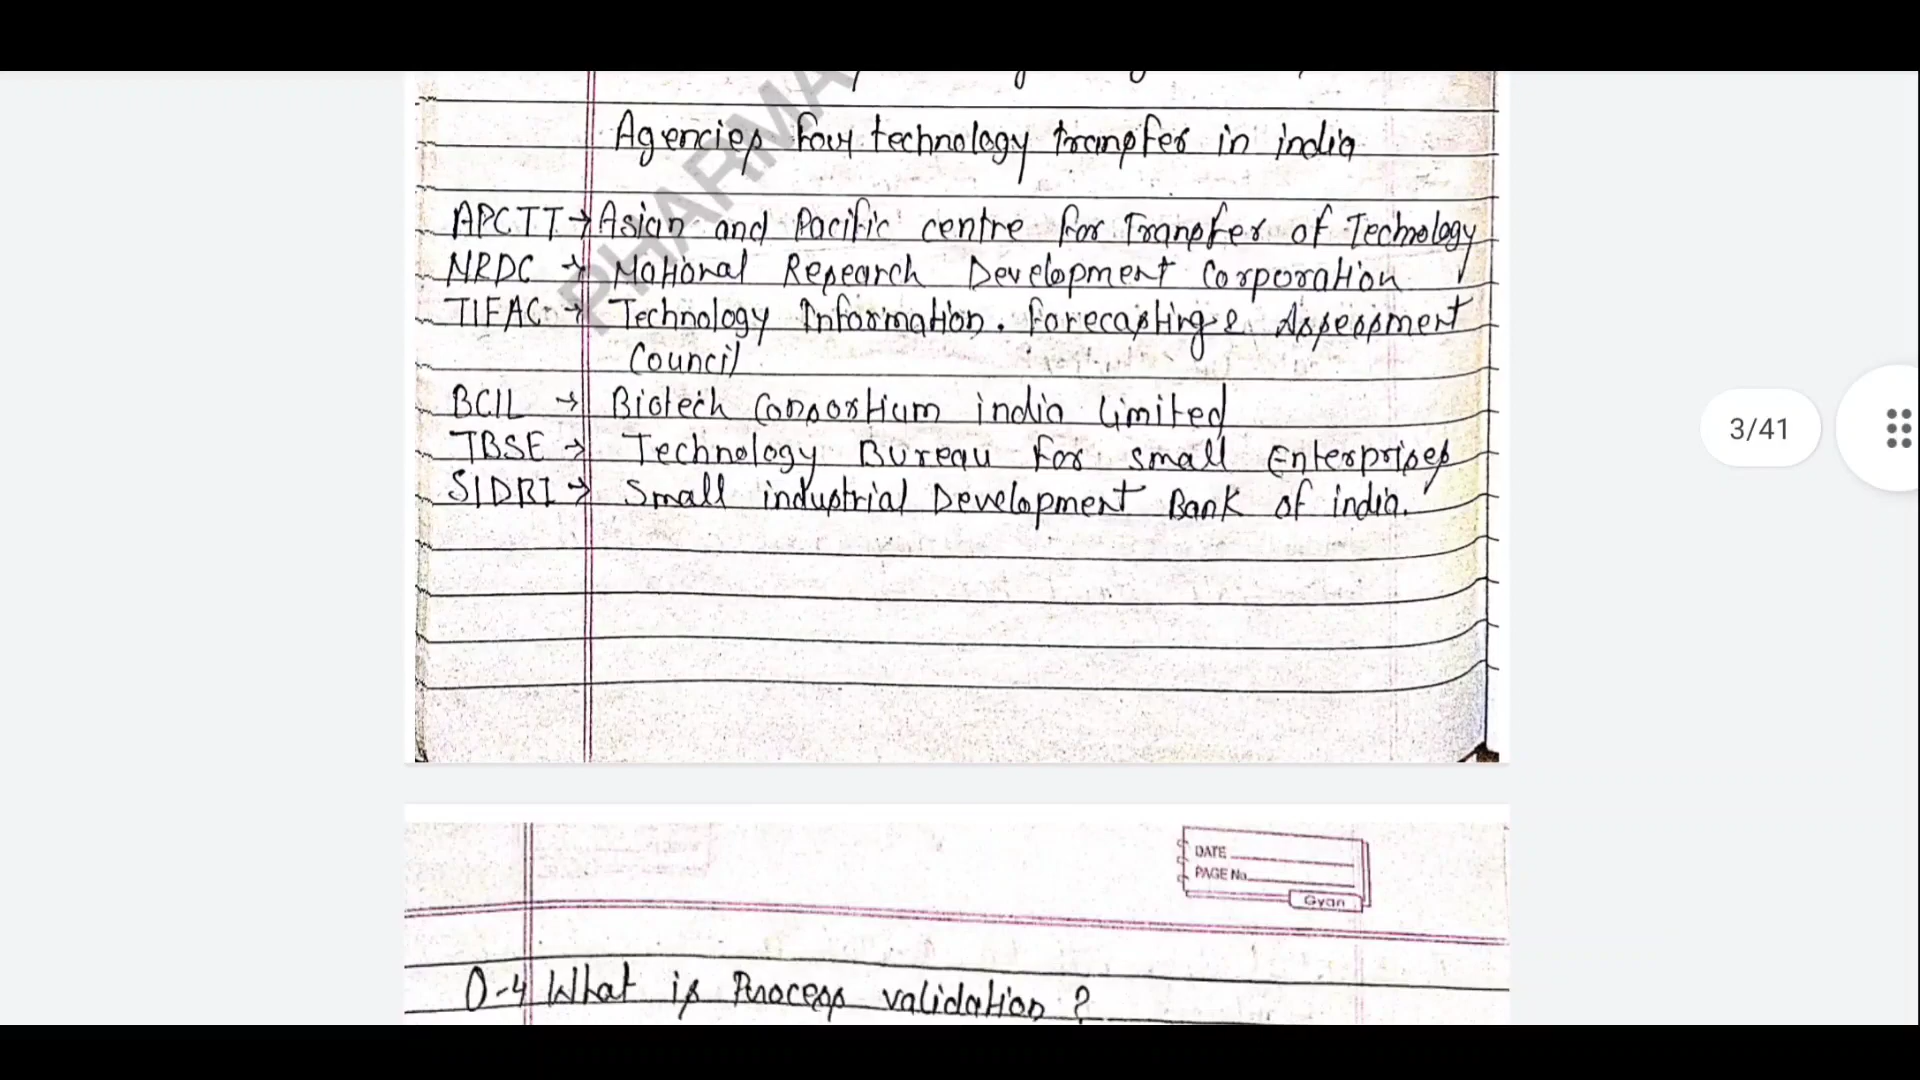 Agencies for technology transfer in india
APCTT → Asian and Pacific centre for Transfer of Technology
NRDC → National Research Development Corporation
TIFAC → Technology Information. Forecasting & Assessment
Council
BCIL → Biotech Consortium india limited
TBSE → Technology Bureau for small Enterprises
SIDBI → Small industrial Development Bank of india.
PHARMA
3/41
DATE
PAGE No.
Gyan
Q-4 What is Process validation ?